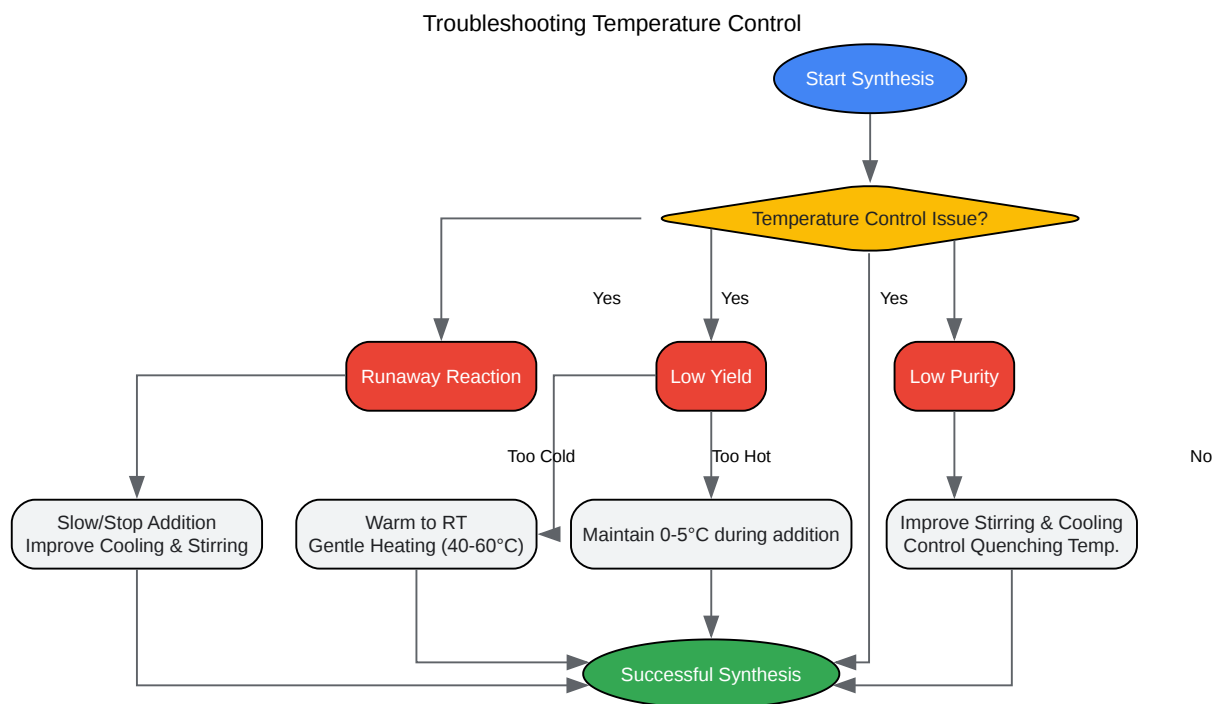 Troubleshooting Temperature Control
Start Synthesis
Temperature Control Issue?
Yes
Yes
Yes
Runaway Reaction
Low Yield
Low Purity
Too Cold
Too Hot
No
Slow/Stop Addition
Improve Cooling & Stirring
Warm to RT
Gentle Heating (40-60°C)
Maintain 0-5°C during addition
Improve Stirring & Cooling
Control Quenching Temp.
Successful Synthesis